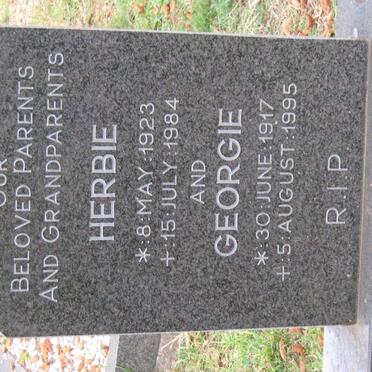 OUR
BELOVED PARENTS
AND GRANDPARENTS
HERBIE
*:8:MAY:1923
+:15:JULY:1984
AND
GEORGIE
*:30:JUNE:1917
+:5:AUGUST:1995
R.I.P.